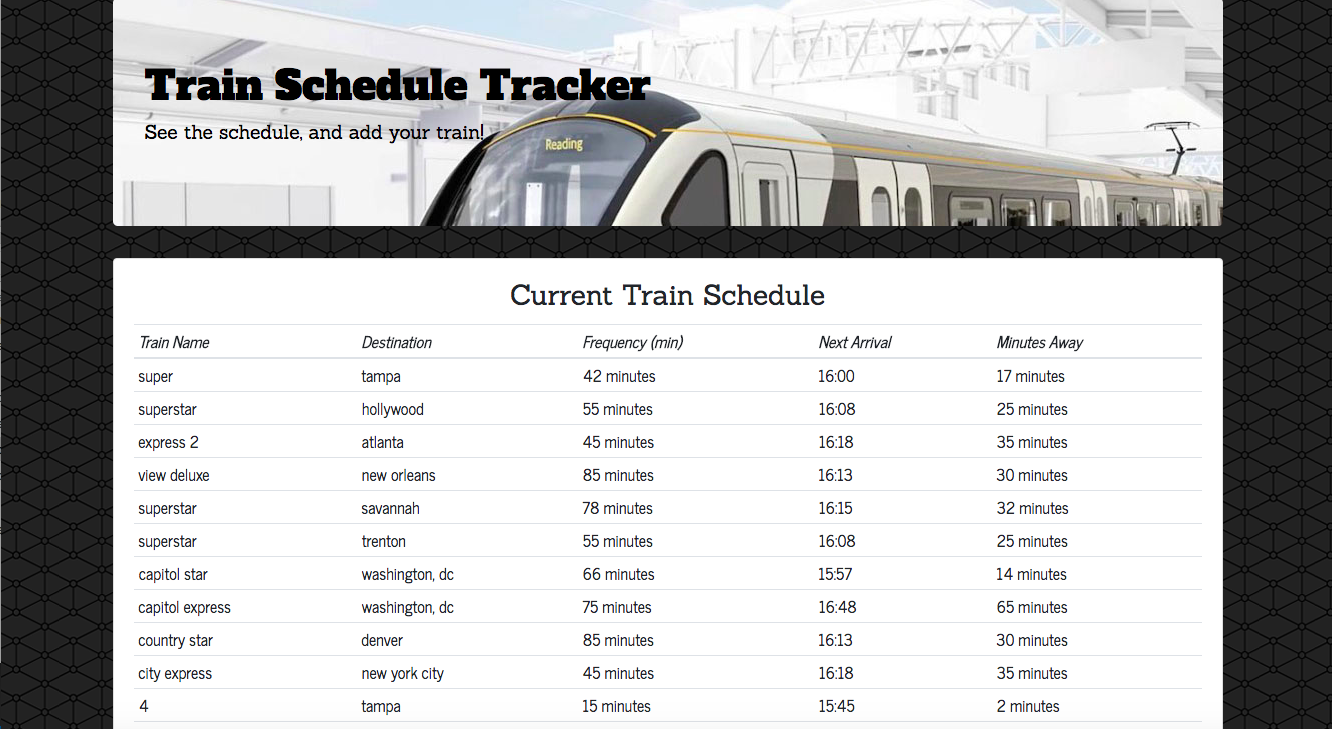 Train Schedule Tracker
See the schedule, and add your train!
Reading
Current Train Schedule
Train Name Destination Frequency (min) Next Arrival Minutes Away
super tampa 42 minutes 16:00 17 minutes
superstar hollywood 55 minutes 16:08 25 minutes
express 2 atlanta 45 minutes 16:18 35 minutes
view deluxe new orleans 85 minutes 16:13 30 minutes
superstar savannah 78 minutes 16:15 32 minutes
superstar trenton 55 minutes 16:08 25 minutes
capitol star washington, dc 66 minutes 15:57 14 minutes
capitol express washington, dc 75 minutes 16:48 65 minutes
country star denver 85 minutes 16:13 30 minutes
city express new york city 45 minutes 16:18 35 minutes
4 tampa 15 minutes 15:45 2 minutes